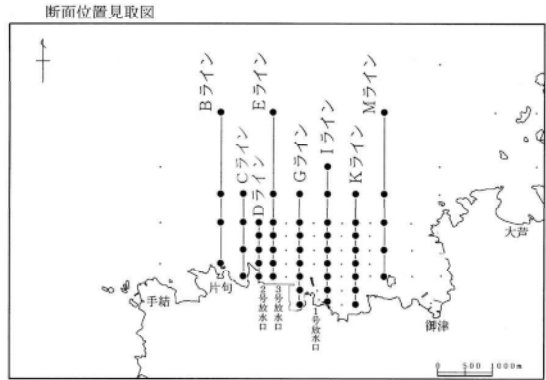 断面位置見取図
Bライン
Cライン
Dライン
Eライン
Gライン
Iライン
Kライン
Mライン
大芦
片句
手結
2号放水口
3号放水口
1号放水口
御津
0 500 1000m